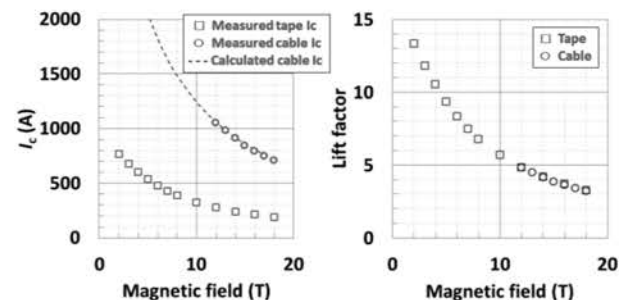 2000
1500
1000
500
0
I_c (A)
Measured tape Ic
Measured cable Ic
Calculated cable Ic
0
10
20
Magnetic field (T)
15
10
5
0
Lift factor
Tape
Cable
0
10
20
Magnetic field (T)